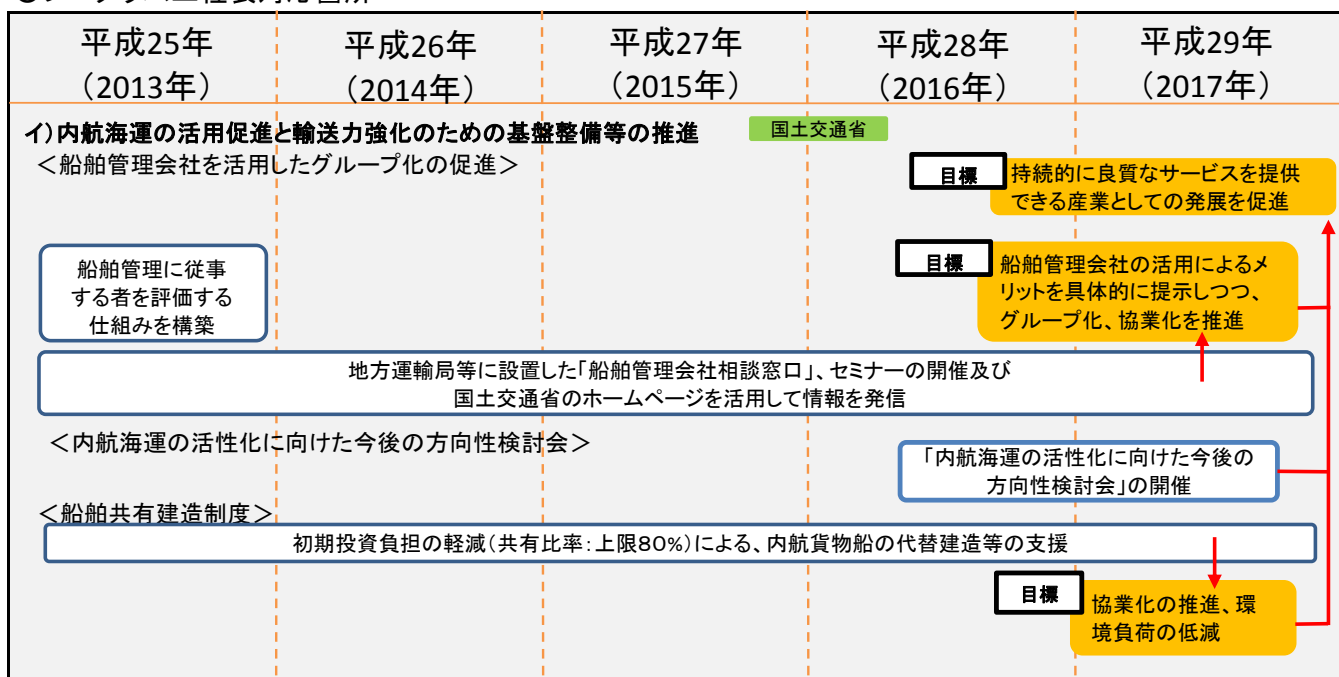 平成25年
(2013年)
平成26年
(2014年)
平成27年
(2015年)
平成28年
(2016年)
平成29年
(2017年)
イ)内航海運の活用促進と輸送力強化のための基盤整備等の推進
国土交通省
<船舶管理会社を活用したグループ化の促進>
目標
持続的に良質なサービスを提供
できる産業としての発展を促進
船舶管理に従事
する者を評価する
仕組みを構築
目標
船舶管理会社の活用によるメ
リットを具体的に提示しつつ、
グループ化、協業化を推進
地方運輸局等に設置した「船舶管理会社相談窓口」、セミナーの開催及び
国土交通省のホームページを活用して情報を発信
<内航海運の活性化に向けた今後の方向性検討会>
「内航海運の活性化に向けた今後の
方向性検討会」の開催
<船舶共有建造制度>
初期投資負担の軽減(共有比率:上限80%)による、内航貨物船の代替建造等の支援
目標
協業化の推進、環
境負荷の低減